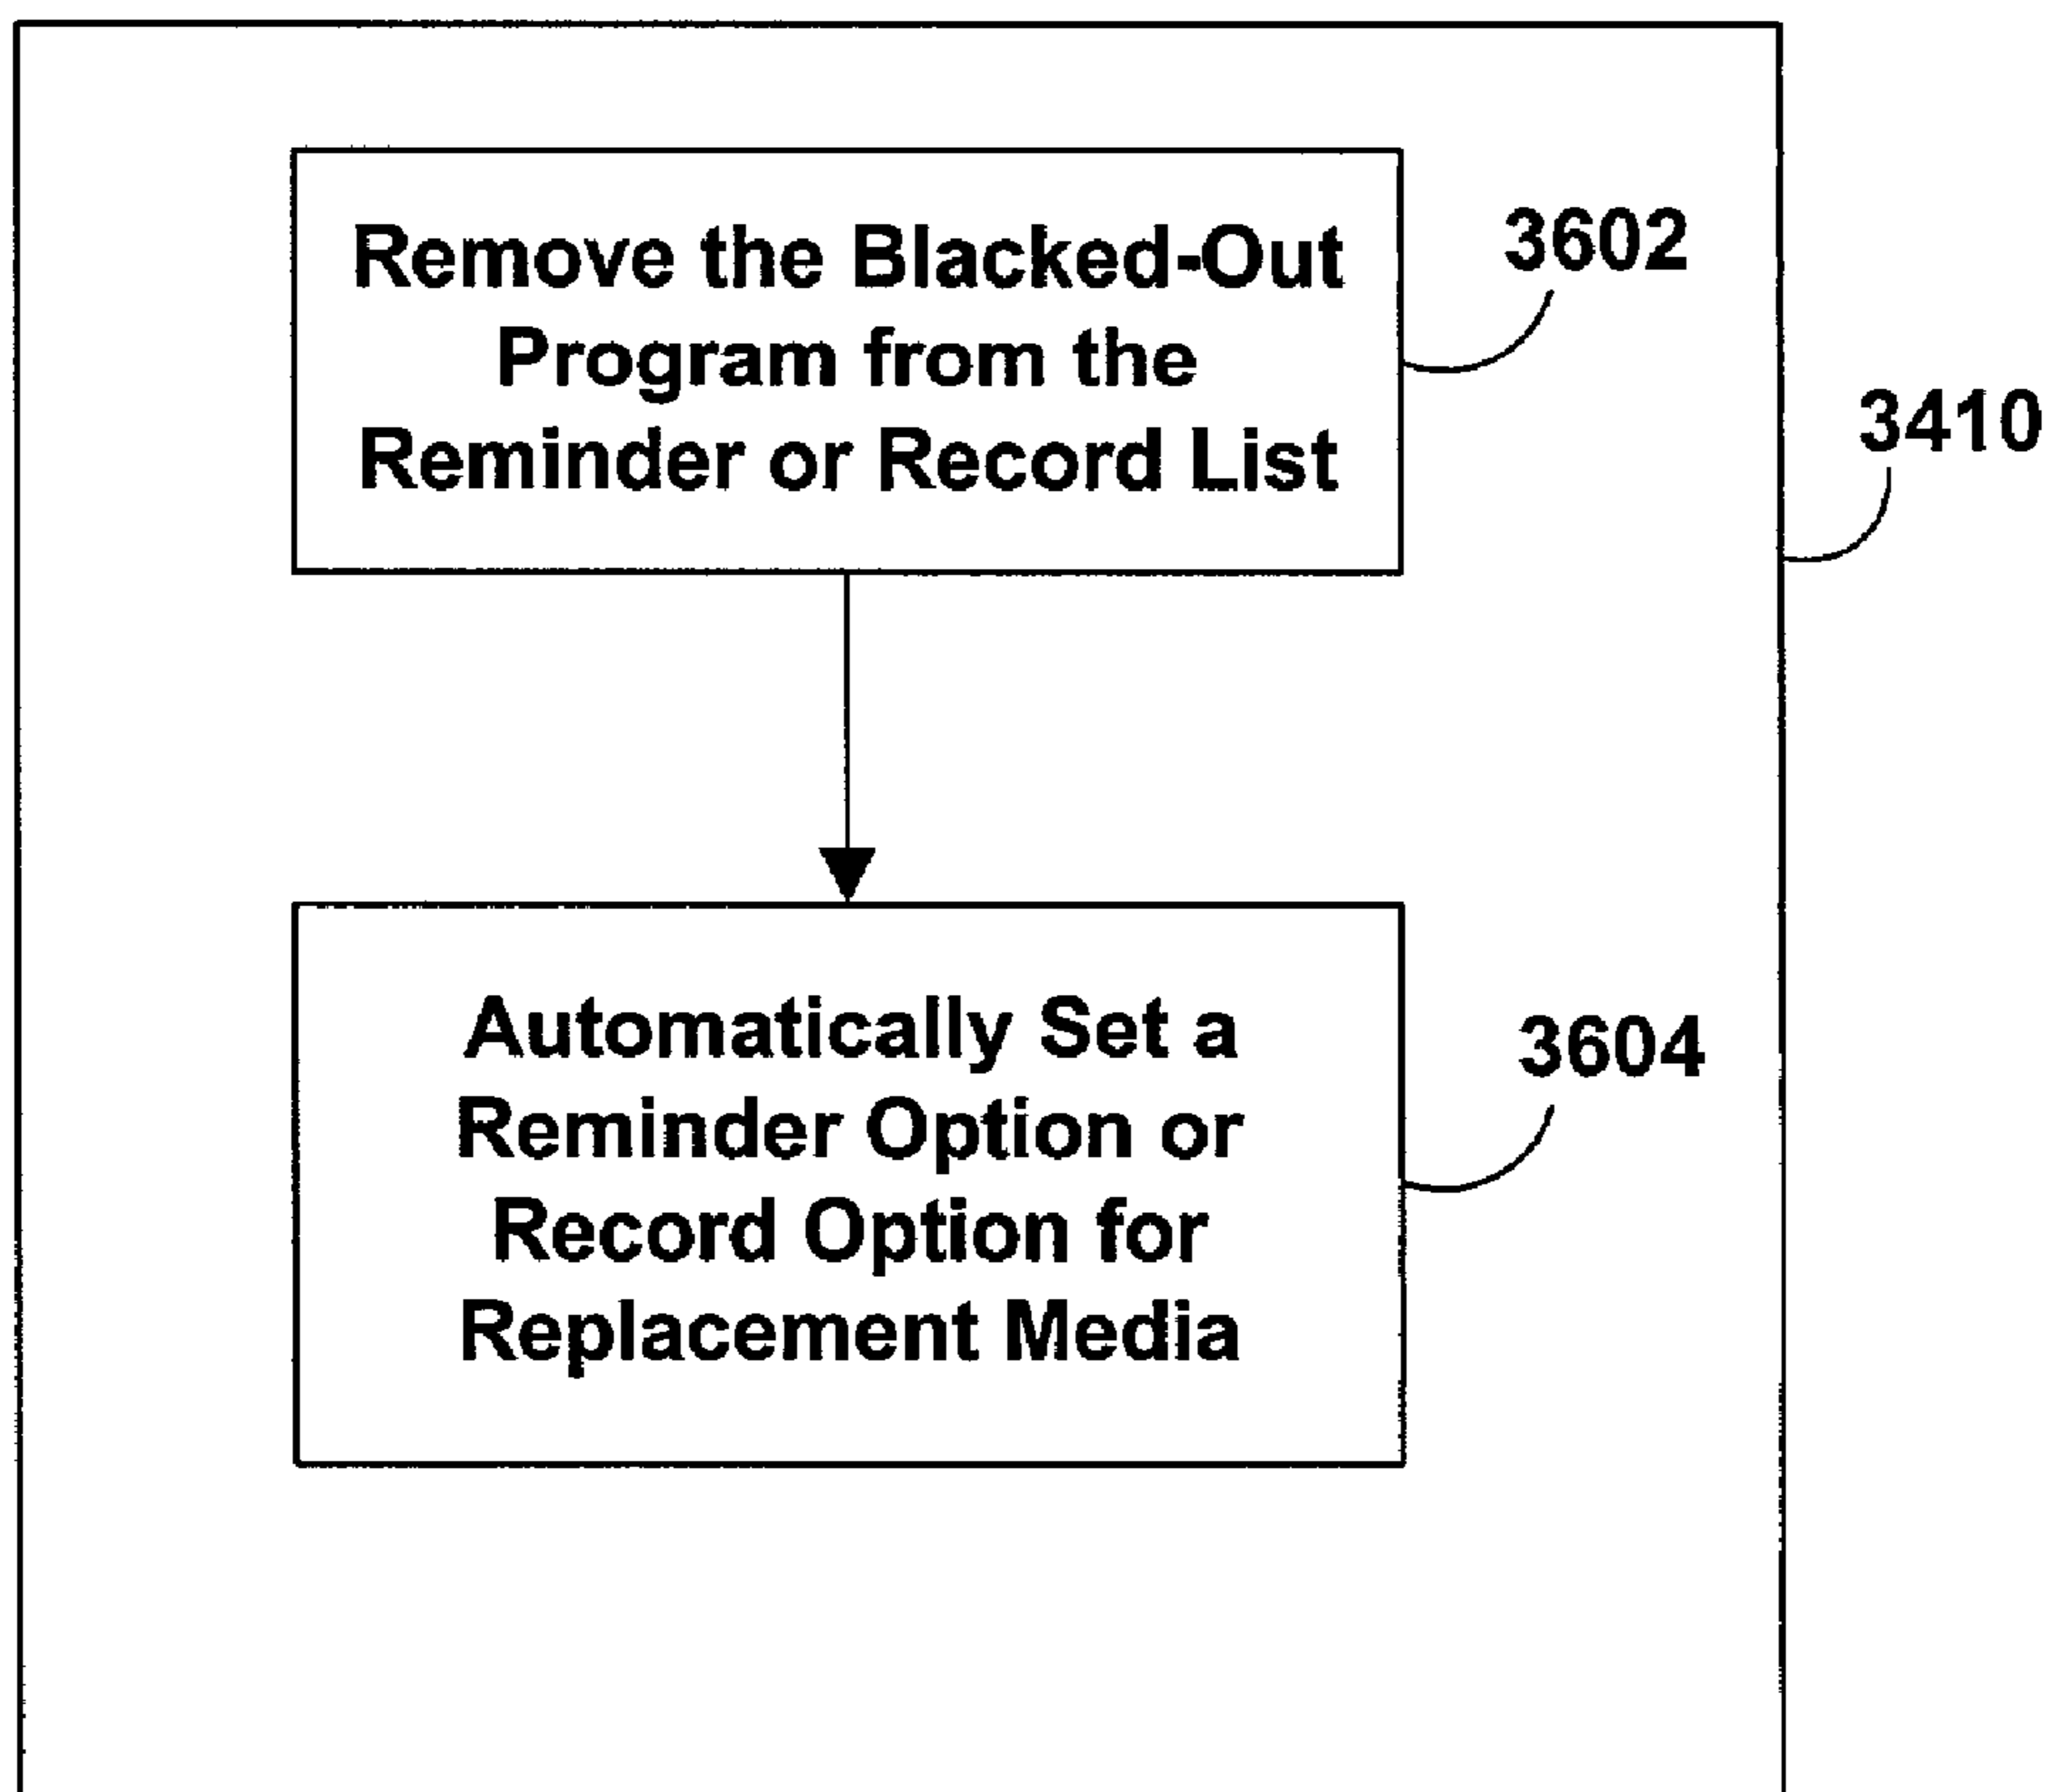 Remove the Blacked-Out
Program from the
Reminder or Record List
3602
3410
Automatically Set a
Reminder Option or
Record Option for
Replacement Media
3604